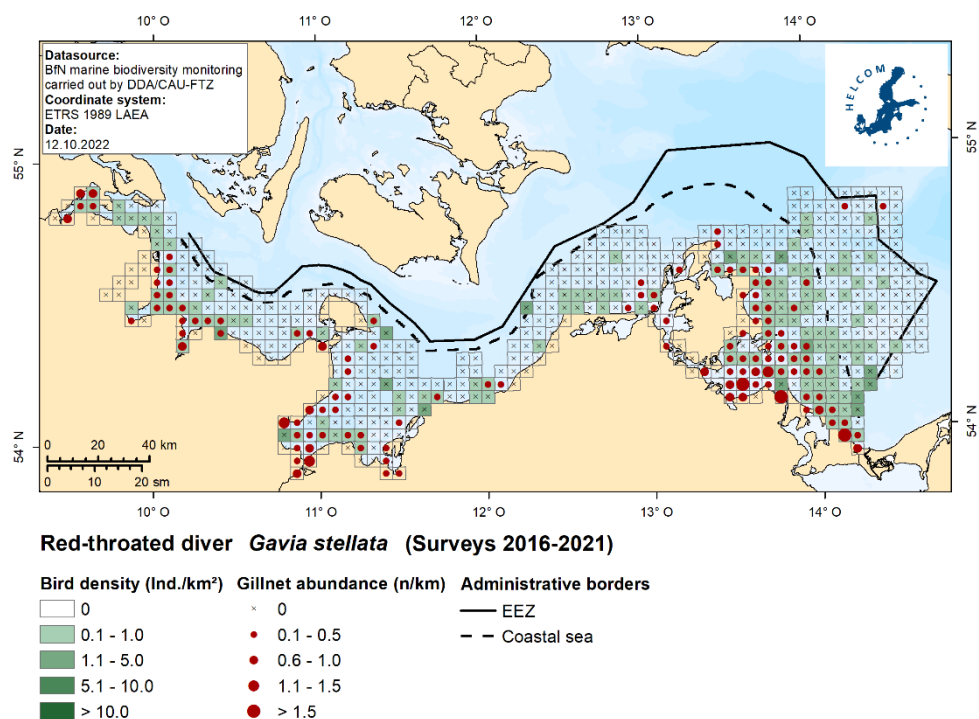 10° O 11° O 12° O 13° O 14° O
Datasource:
BfN marine biodiversity monitoring
carried out by DDA/CAU-FTZ
Coordinate system:
ETRS 1989 LAEA
Date:
12.10.2022
HELCOM
55° N 55° N
54° N 54° N
0 20 40 km
0 10 20 sm
10° O 11° O 12° O 13° O 14° O
Red-throated diver Gavia stellata (Surveys 2016-2021)
Bird density (Ind./km²) Gillnet abundance (n/km) Administrative borders
0 0 EEZ
0.1 - 1.0 0.1 - 0.5 Coastal sea
1.1 - 5.0 0.6 - 1.0
5.1 - 10.0 1.1 - 1.5
> 10.0 > 1.5